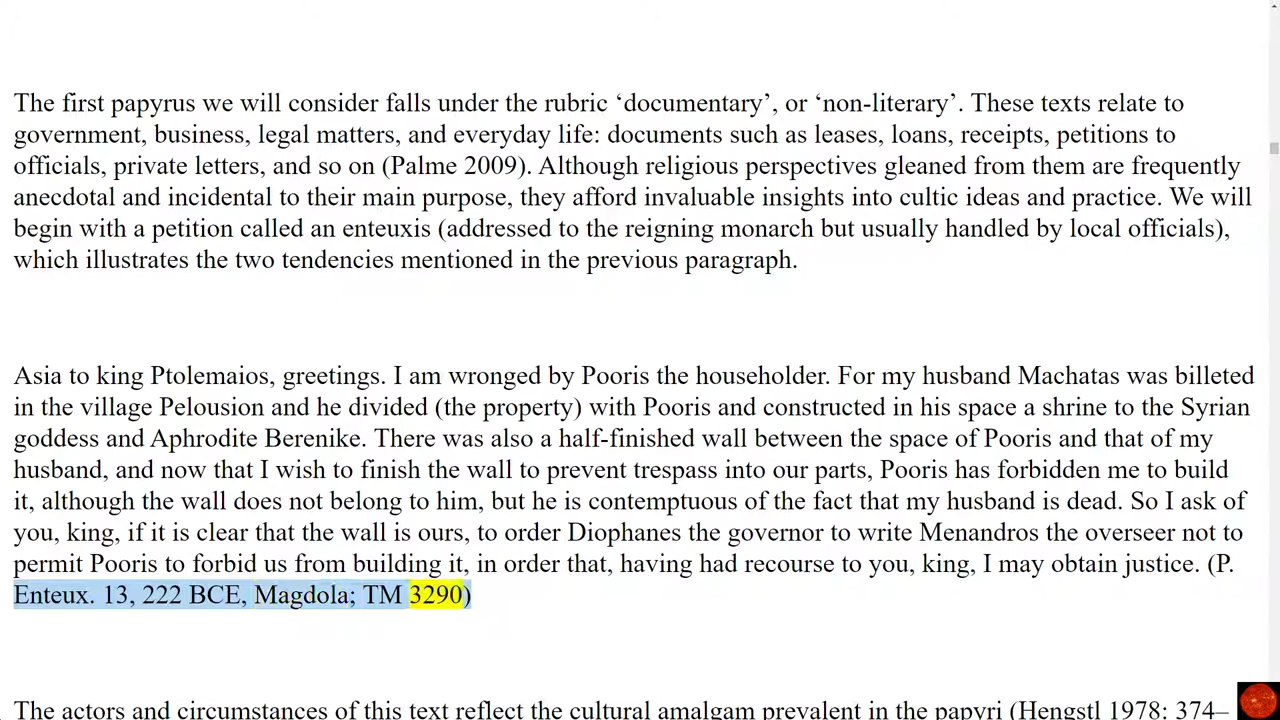 The first papyrus we will consider falls under the rubric ‘documentary’, or ‘non-literary’. These texts relate to
government, business, legal matters, and everyday life: documents such as leases, loans, receipts, petitions to
officials, private letters, and so on (Palme 2009). Although religious perspectives gleaned from them are frequently
anecdotal and incidental to their main purpose, they afford invaluable insights into cultic ideas and practice. We will
begin with a petition called an enteuxis (addressed to the reigning monarch but usually handled by local officials),
which illustrates the two tendencies mentioned in the previous paragraph.
Asia to king Ptolemaios, greetings. I am wronged by Pooris the householder. For my husband Machatas was billeted
in the village Pelousion and he divided (the property) with Pooris and constructed in his space a shrine to the Syrian
goddess and Aphrodite Berenike. There was also a half-finished wall between the space of Pooris and that of my
husband, and now that I wish to finish the wall to prevent trespass into our parts, Pooris has forbidden me to build
it, although the wall does not belong to him, but he is contemptuous of the fact that my husband is dead. So I ask of
you, king, if it is clear that the wall is ours, to order Diophanes the governor to write Menandros the overseer not to
permit Pooris to forbid us from building it, in order that, having had recourse to you, king, I may obtain justice. (P.
Enteux. 13, 222 BCE, Magdola; TM 3290)
The actors and circumstances of this text reflect the cultural amalgam prevalent in the papyri (Hengstl 1978: 374–